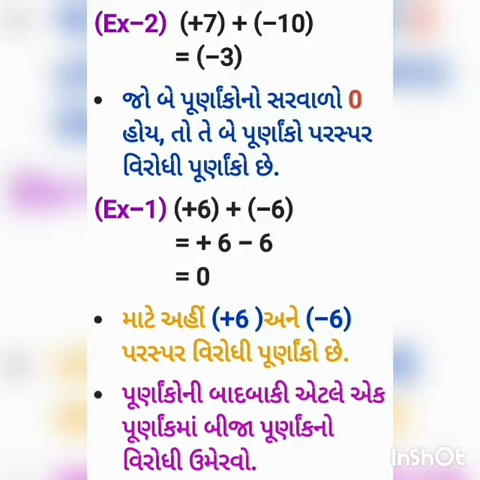 (Ex–2) (+7) + (–10)
= (–3)
• જો બે પૂર્ણાંકોનો સરવાળો 0
હોય, તો તે બે પૂર્ણાંકો પરસ્પર
વિરોધી પૂર્ણાંકો છે.
(Ex–1) (+6) + (–6)
= + 6 – 6
= 0
• માટે અહીં (+6 )અને (–6)
પરસ્પર વિરોધી પૂર્ણાંકો છે.
• પૂર્ણાંકોની બાદબાકી એટલે એક
પૂર્ણાંકમાં બીજા પૂર્ણાંકનો
વિરોધી ઉમેરવો.
InShOt